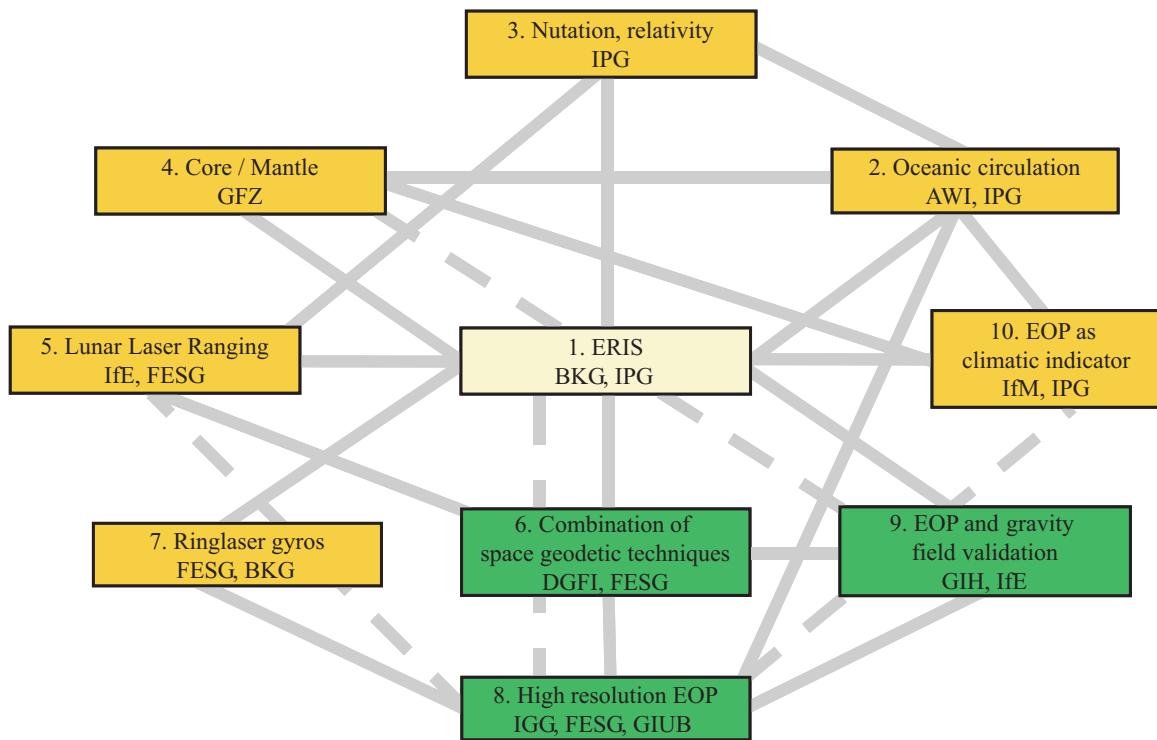 3. Nutation, relativity
IPG
4. Core / Mantle
GFZ
2. Oceanic circulation
AWI, IPG
5. Lunar Laser Ranging
IfE, FESG
1. ERIS
BKG, IPG
10. EOP as
climatic indicator
IfM, IPG
7. Ringlaser gyros
FESG, BKG
6. Combination of
space geodetic techniques
DGFI, FESG
9. EOP and gravity
field validation
GIH, IfE
8. High resolution EOP
IGG, FESG, GIUB